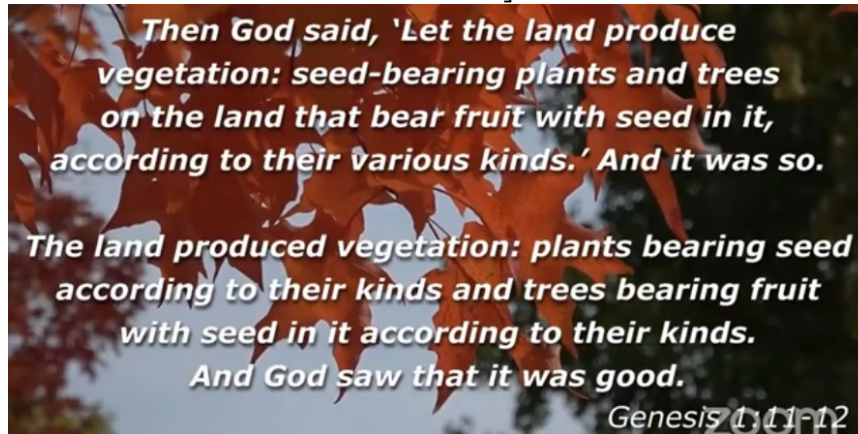 Then God said, ‘Let the land produce
vegetation: seed-bearing plants and trees
on the land that bear fruit with seed in it,
according to their various kinds.’ And it was so.
The land produced vegetation: plants bearing seed
according to their kinds and trees bearing fruit
with seed in it according to their kinds.
And God saw that it was good.
Genesis 1:11-12
zoom